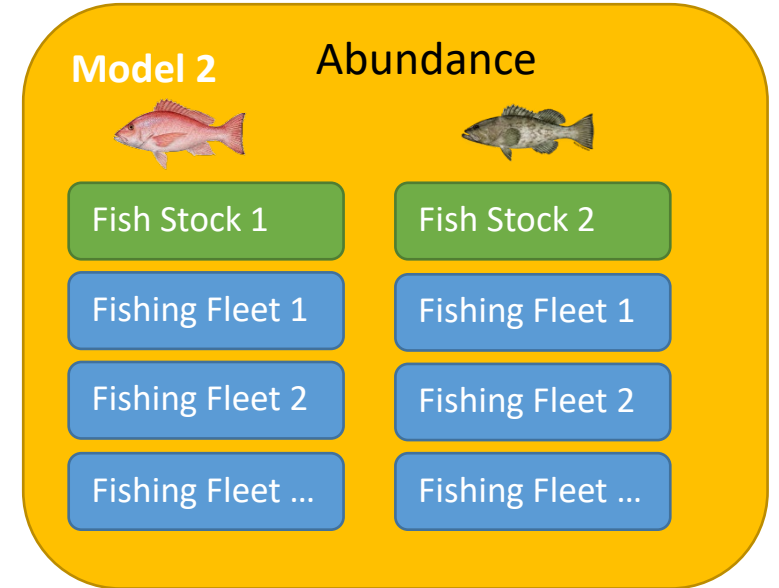 Model 2
Abundance
Fish Stock 1
Fishing Fleet 1
Fishing Fleet 2
Fishing Fleet ...
Fish Stock 2
Fishing Fleet 1
Fishing Fleet 2
Fishing Fleet ...